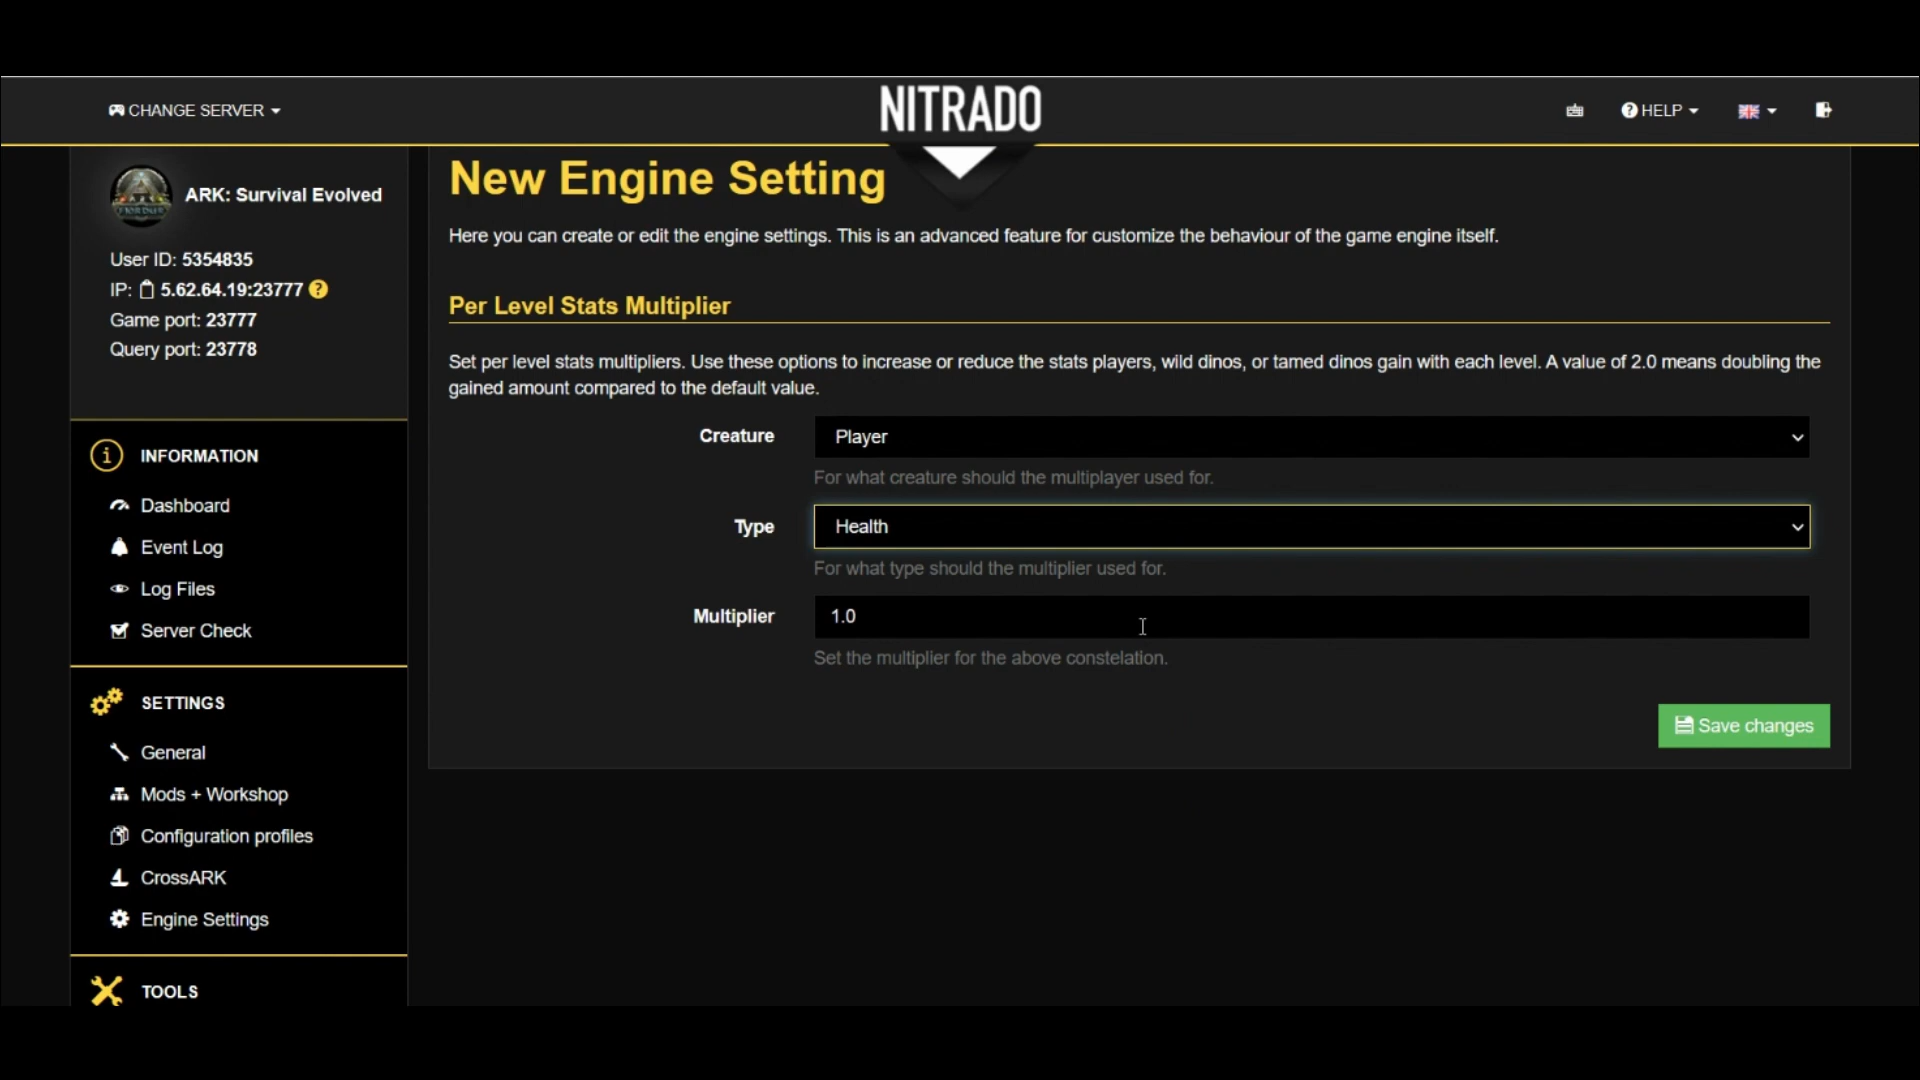 CHANGE SERVER
NITRADO
HELP
ARK: Survival Evolved
User ID: 5354835
IP: 5.62.64.19:23777 ?
Game port: 23777
Query port: 23778
INFORMATION
Dashboard
Event Log
Log Files
Server Check
SETTINGS
General
Mods + Workshop
Configuration profiles
CrossARK
Engine Settings
TOOLS
New Engine Setting
Here you can create or edit the engine settings. This is an advanced feature for customize the behaviour of the game engine itself.
Per Level Stats Multiplier
Set per level stats multipliers. Use these options to increase or reduce the stats players, wild dinos, or tamed dinos gain with each level. A value of 2.0 means doubling the
gained amount compared to the default value.
Creature
Player
For what creature should the multiplayer used for.
Type
Health
For what type should the multiplier used for.
Multiplier
1.0
Set the multiplier for the above constelation.
Save changes